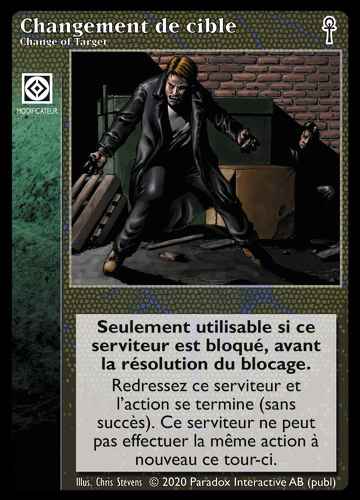 Changement de cible
Change of Target
MODIFICATEUR
Seulement utilisable si ce
serviteur est bloqué, avant
la résolution du blocage.
Redressez ce serviteur et
l'action se termine (sans
succès). Ce serviteur ne peut
pas effectuer la même action à
nouveau ce tour-ci.
Illus. Chris Stevens © 2020 Paradox Interactive AB (publ)